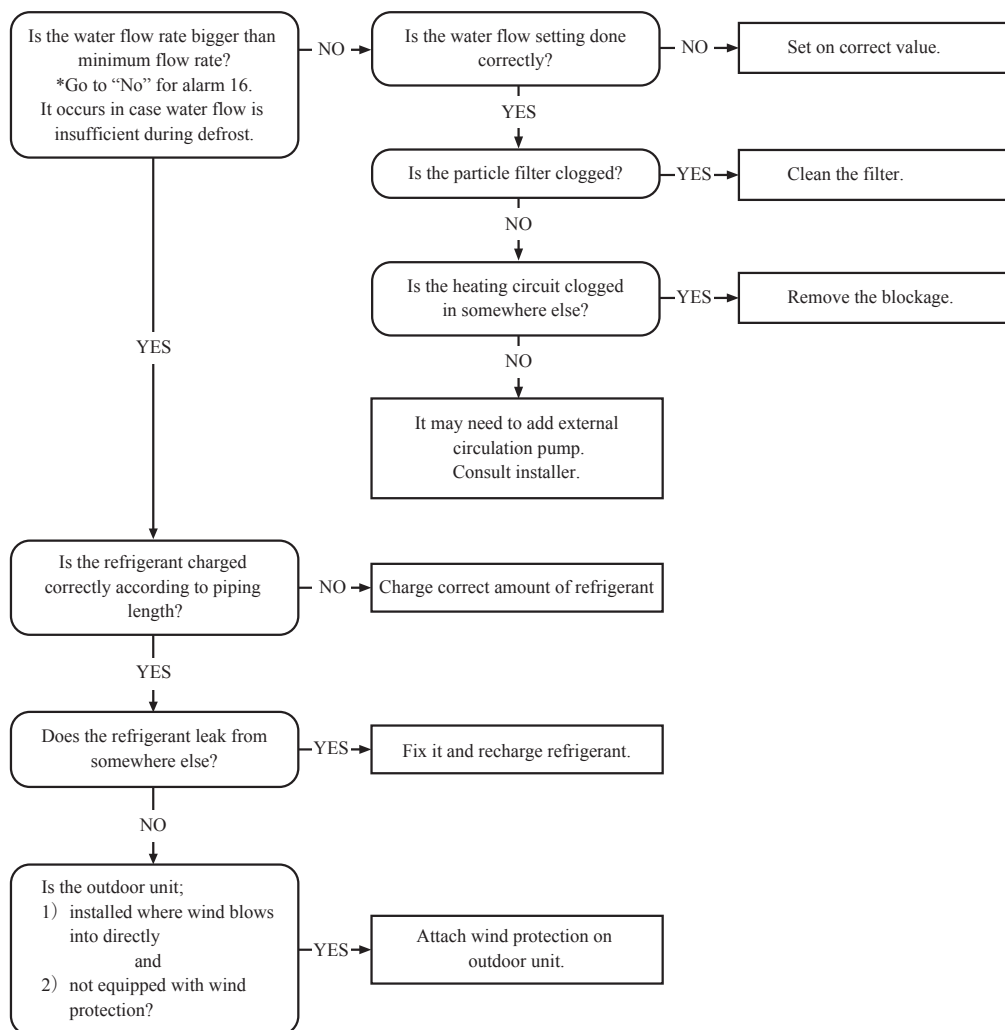 Is the water flow rate bigger than
minimum flow rate?
*Go to “No” for alarm 16.
It occurs in case water flow is
insufficient during defrost.
NO
Is the water flow setting done
correctly?
NO
Set on correct value.
YES
Is the particle filter clogged?
YES
Clean the filter.
NO
Is the heating circuit clogged
in somewhere else?
YES
Remove the blockage.
NO
It may need to add external
circulation pump.
Consult installer.
YES
Is the refrigerant charged
correctly according to piping
length?
NO
Charge correct amount of refrigerant
YES
Does the refrigerant leak from
somewhere else?
YES
Fix it and recharge refrigerant.
NO
Is the outdoor unit;
1) installed where wind blows
into directly
and
2) not equipped with wind
protection?
YES
Attach wind protection on
outdoor unit.